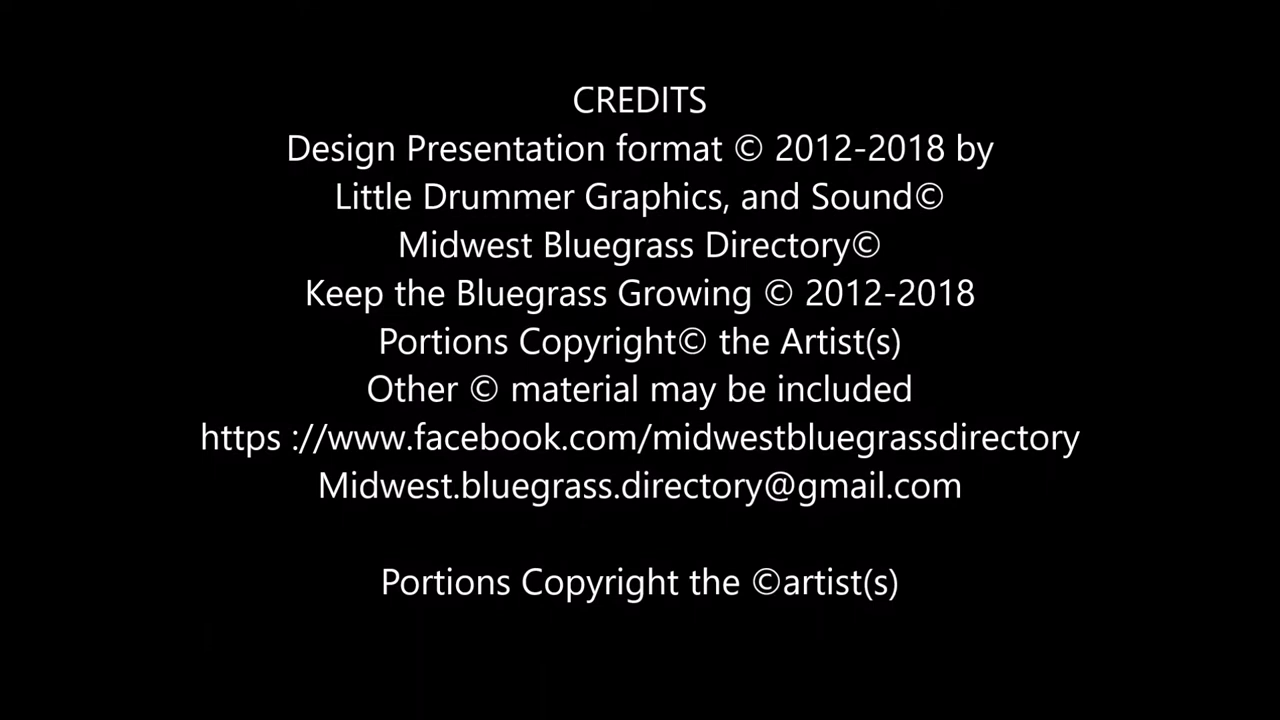 CREDITS
Design Presentation format © 2012-2018 by
Little Drummer Graphics, and Sound©
Midwest Bluegrass Directory©
Keep the Bluegrass Growing © 2012-2018
Portions Copyright© the Artist(s)
Other © material may be included
https ://www.facebook.com/midwestbluegrassdirectory
Midwest.bluegrass.directory@gmail.com
Portions Copyright the ©artist(s)